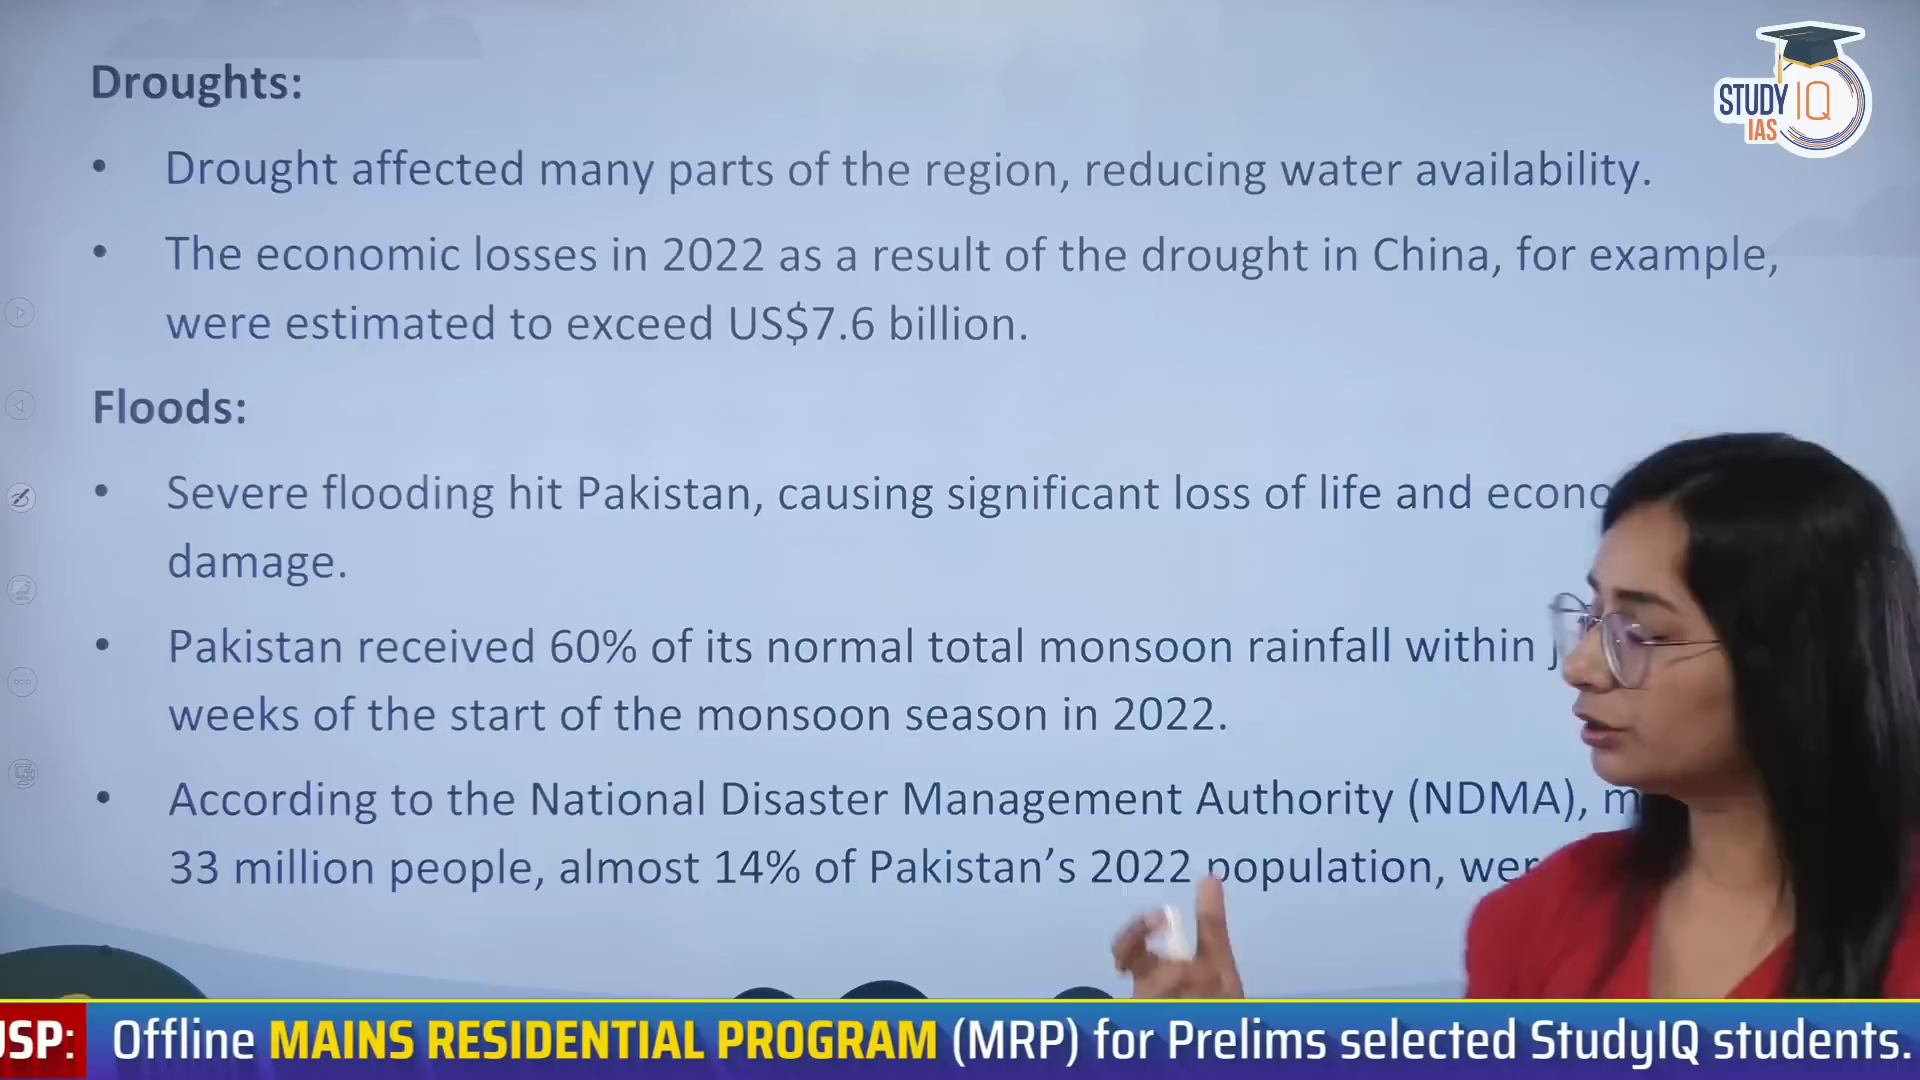 Droughts:
• Drought affected many parts of the region, reducing water availability.
• The economic losses in 2022 as a result of the drought in China, for example,
were estimated to exceed US$7.6 billion.
Floods:
• Severe flooding hit Pakistan, causing significant loss of life and econo
damage.
• Pakistan received 60% of its normal total monsoon rainfall within j
weeks of the start of the monsoon season in 2022.
• According to the National Disaster Management Authority (NDMA), m
33 million people, almost 14% of Pakistan’s 2022 population, wer
STUDY IQ
IAS
USP: Offline MAINS RESIDENTIAL PROGRAM (MRP) for Prelims selected StudyIQ students.